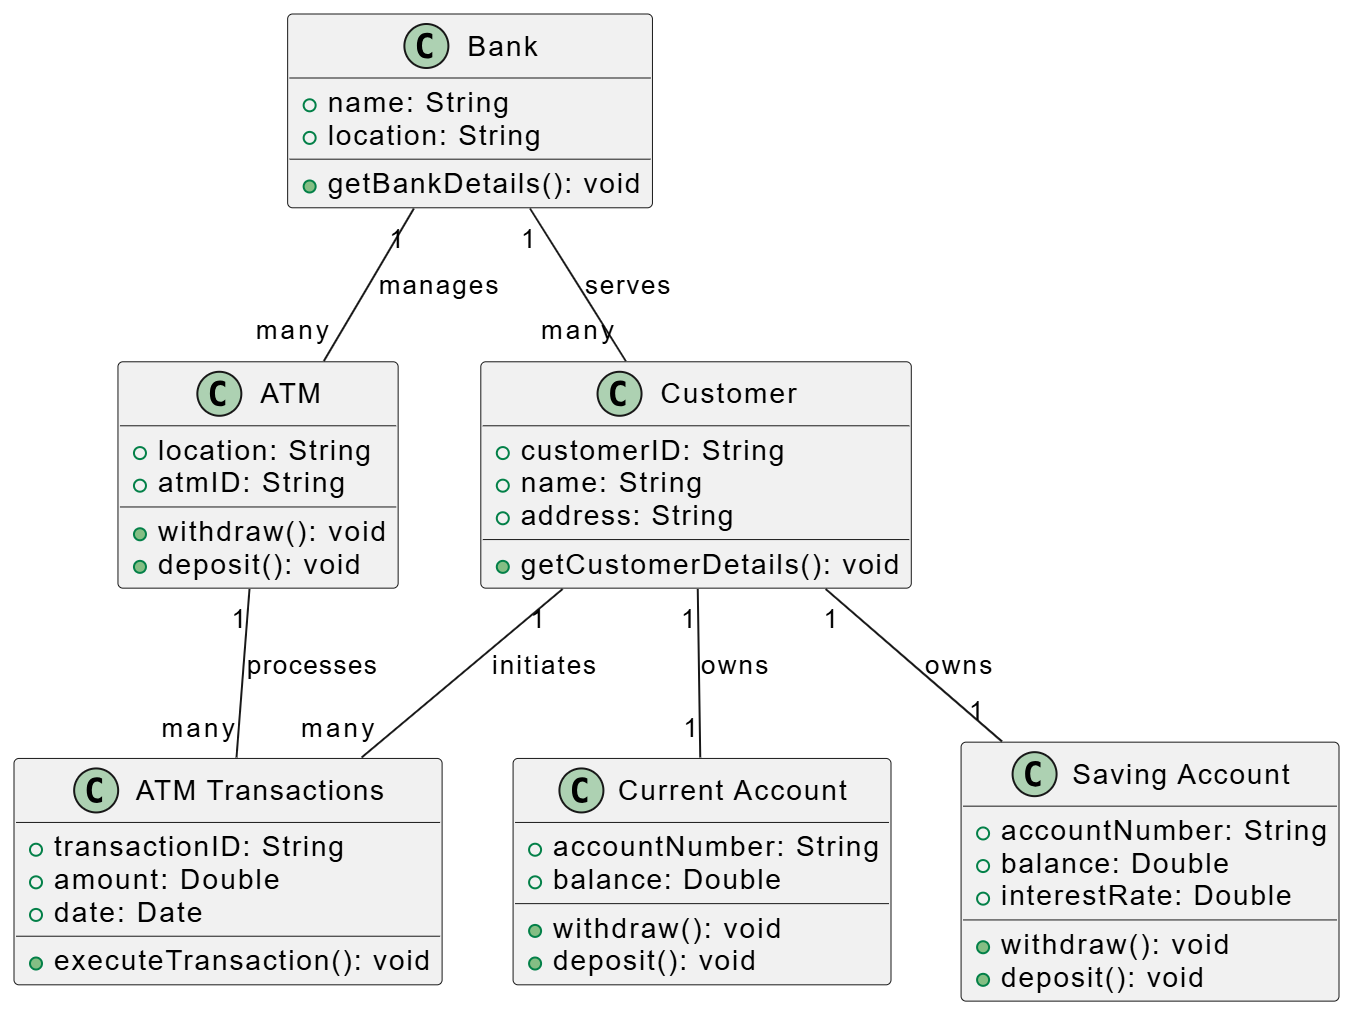 C Bank
name: String
location: String
getBankDetails(): void
1
1
manages
serves
many
many
C ATM
location: String
atmID: String
withdraw(): void
deposit(): void
C Customer
customerID: String
name: String
address: String
getCustomerDetails(): void
1
1
1
1
processes
initiates
owns
owns
many
many
1
1
C ATM Transactions
transactionID: String
amount: Double
date: Date
executeTransaction(): void
C Current Account
accountNumber: String
balance: Double
withdraw(): void
deposit(): void
C Saving Account
accountNumber: String
balance: Double
interestRate: Double
withdraw(): void
deposit(): void